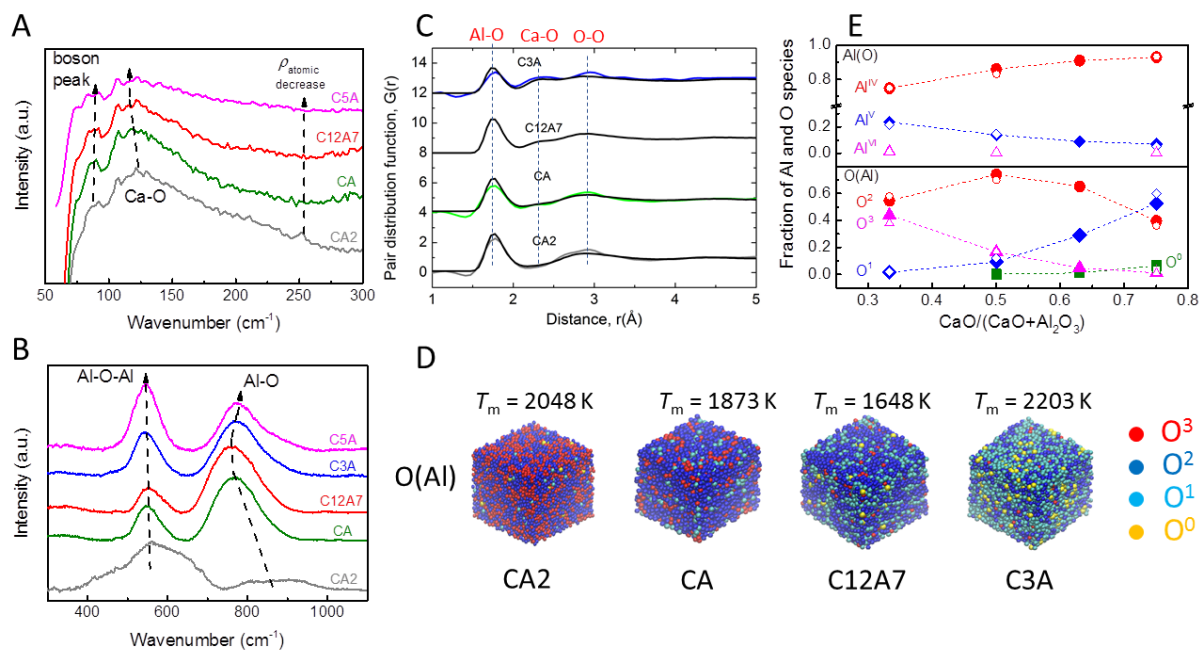 A
boson
peak
ρatomic
decrease
C5A
C12A7
CA
CA2
Ca-O
Intensity (a.u.)
50 100 150 200 250 300
Wavenumber (cm⁻¹)
B
Al-O-Al
Al-O
C5A
C3A
C12A7
CA
CA2
Intensity (a.u.)
400 600 800 1000
Wavenumber (cm⁻¹)
C
Al-O Ca-O O-O
C3A
C12A7
CA
CA2
Pair distribution function, G(r)
14
12
10
8
6
4
2
0
1 2 3 4 5
Distance, r(Å)
E
Al(O)
Alᴵⱽ
Alⱽ
Alⱽᴵ
O(Al)
O²
O³
O¹
O⁰
Fraction of Al and O species
1.0
0.8
0.2
0.0
0.6
0.4
0.2
0.0
0.3 0.4 0.5 0.6 0.7 0.8
CaO/(CaO+Al₂O₃)
D
Tm = 2048 K Tm = 1873 K Tm = 1648 K Tm = 2203 K
O(Al)
CA2 CA C12A7 C3A
O³
O²
O¹
O⁰